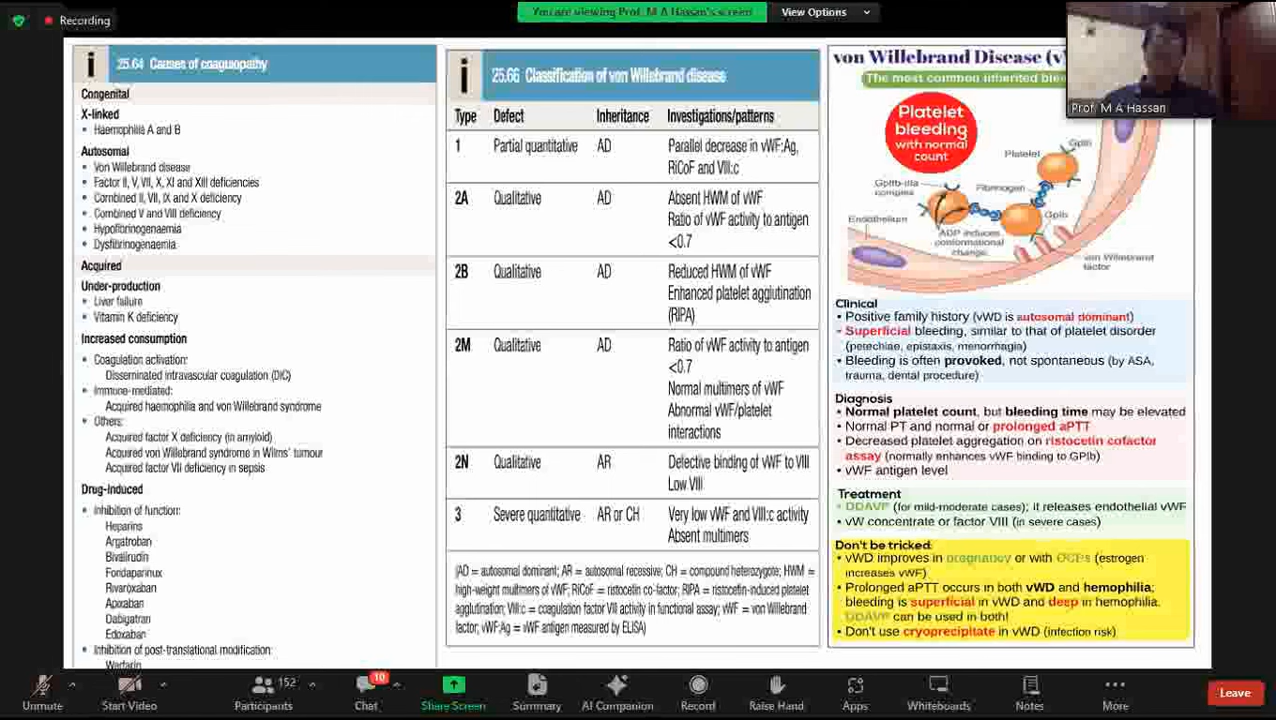 Recording
You are viewing Prof. M A Hassan's screen
View Options
Prof. M A Hassan
25.64 Causes of coagulopathy
Congenital
X-linked
• Haemophilia A and B
Autosomal
• Von Willebrand disease
• Factor II, V, VII, X, XI and XIII deficiencies
• Combined II, VII, IX and X deficiency
• Combined V and VIII deficiency
• Hypofibrinogenaemia
• Dysfibrinogenaemia
Acquired
Under-production
• Liver failure
• Vitamin K deficiency
Increased consumption
• Coagulation activation:
Disseminated intravascular coagulation (DIC)
• Immune-mediated:
Acquired haemophilia and von Willebrand syndrome
• Others:
Acquired factor X deficiency (in amyloid)
Acquired von Willebrand syndrome in Wilms' tumour
Acquired factor VII deficiency in sepsis
Drug-induced
• Inhibition of function:
Heparins
Argatroban
Bivalirudin
Fondaparinux
Rivaroxaban
Apixaban
Dabigatran
Edoxaban
• Inhibition of post-translational modification:
Warfarin
25.66 Classification of von Willebrand disease
Type Defect Inheritance Investigations/patterns
1 Partial quantitative AD Parallel decrease in vWF:Ag,
RiCoF and VIII:c
2A Qualitative AD Absent HWM of vWF
Ratio of vWF activity to antigen
<0.7
2B Qualitative AD Reduced HWM of vWF
Enhanced platelet agglutination
(RIPA)
2M Qualitative AD Ratio of vWF activity to antigen
<0.7
Normal multimers of vWF
Abnormal vWF/platelet
interactions
2N Qualitative AR Defective binding of vWF to VIII
Low VIII
3 Severe quantitative AR or CH Very low vWF and VIII:c activity
Absent multimers
(AD = autosomal dominant; AR = autosomal recessive; CH = compound heterozygote; HWM =
high-weight multimers of vWF; RiCoF = ristocetin co-factor; RIPA = ristocetin-induced platelet
agglutination; VIII:c = coagulation factor VIII activity in functional assay; vWF = von Willebrand
factor; vWF:Ag = vWF antigen measured by ELISA)
von Willebrand Disease (v
The most common inherited blee
Platelet
bleeding
with normal
count
GpIIb-IIIa
complex
Platelet
GpIb
Fibrinogen
GpIb
Endothelium
ADP induces
conformational
change.
von Willebrand
factor
Clinical
• Positive family history (vWD is autosomal dominant)
- Superficial bleeding, similar to that of platelet disorder
(petechiae, epistaxis, menorrhagia)
• Bleeding is often provoked, not spontaneous (by ASA,
trauma, dental procedure)
Diagnosis
• Normal platelet count, but bleeding time may be elevated
• Normal PT and normal or prolonged aPTT
• Decreased platelet aggregation on ristocetin cofactor
assay (normally enhances vWF binding to GPIb)
• vWF antigen level
Treatment
• DDAVP (for mild-moderate cases); it releases endothelial vWF
• vW concentrate or factor VIII (in severe cases)
Don't be tricked:
• vWD improves in pregnancy or with OCPs (estrogen
increases vWF)
• Prolonged aPTT occurs in both vWD and hemophilia;
bleeding is superficial in vWD and deep in hemophilia.
DDAVP can be used in both!
• Don't use cryoprecipitate in vWD (infection risk)
Unmute
Start Video
152
Participants
10
Chat
Share Screen
Summary
AI Companion
Record
Raise Hand
Apps
Whiteboards
Notes
More
Leave